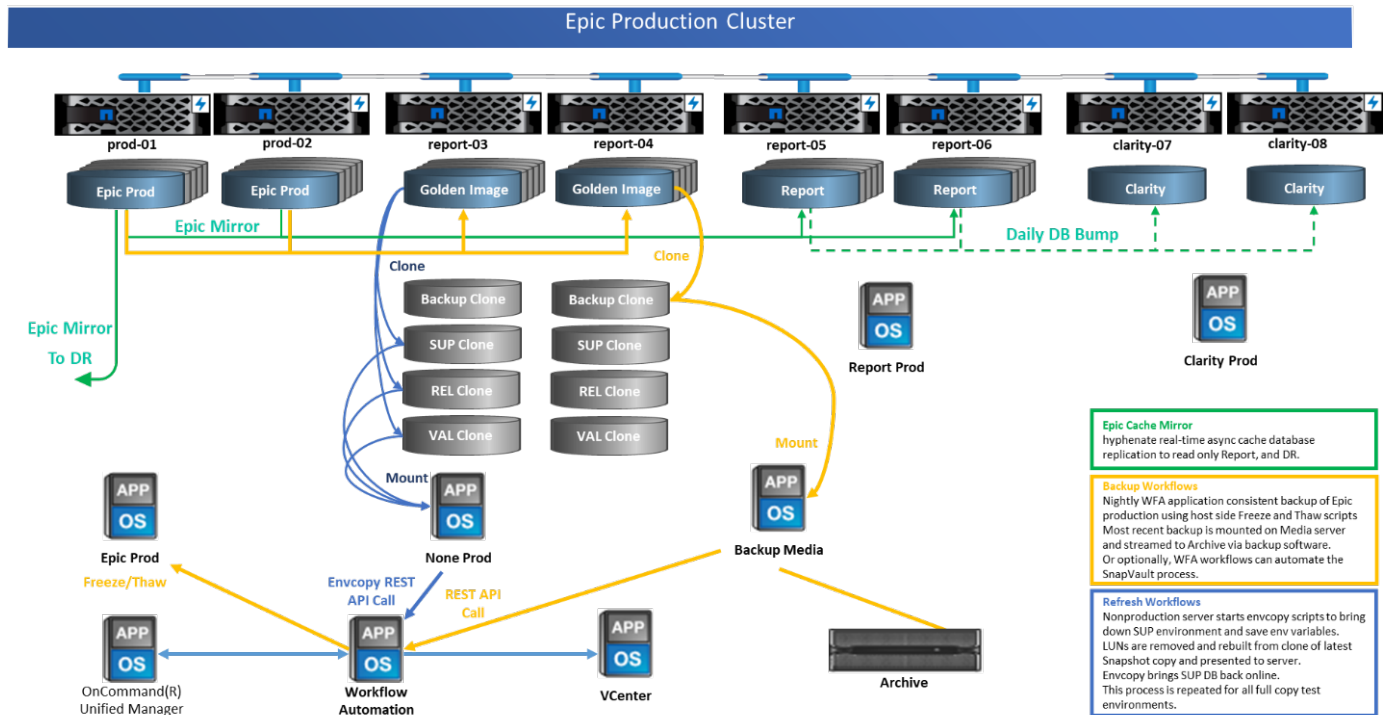 Epic Production Cluster
prod-01
prod-02
report-03
report-04
report-05
report-06
clarity-07
clarity-08
Epic Prod
Epic Prod
Golden Image
Golden Image
Report
Report
Clarity
Clarity
Epic Mirror
Daily DB Bump
Clone
Clone
Backup Clone
Backup Clone
SUP Clone
SUP Clone
REL Clone
REL Clone
VAL Clone
VAL Clone
Epic Mirror
To DR
APP
OS
Report Prod
APP
OS
Clarity Prod
Mount
Mount
APP
OS
Epic Prod
APP
OS
None Prod
APP
OS
Backup Media
Freeze/Thaw
Envcopy REST
API Call
REST API
Call
APP
OS
OnCommand(R)
Unified Manager
APP
OS
Workflow
Automation
APP
OS
VCenter
Archive
Epic Cache Mirror
hyphenate real-time async cache database
replication to read only Report, and DR.
Backup Workflows
Nightly WFA application consistent backup of Epic
production using host side Freeze and Thaw scripts
Most recent backup is mounted on Media server
and streamed to Archive via backup software.
Or optionally, WFA workflows can automate the
SnapVault process.
Refresh Workflows
Nonproduction server starts envcopy scripts to bring
down SUP environment and save env variables.
LUNs are removed and rebuilt from clone of latest
Snapshot copy and presented to server.
Envcopy brings SUP DB back online.
This process is repeated for all full copy test
environments.